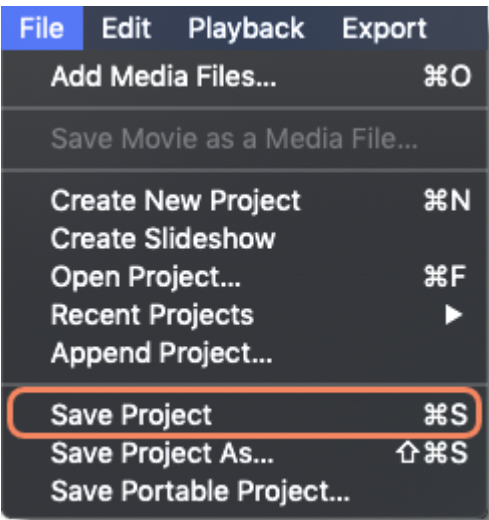 File Edit Playback Export
Add Media Files... ⌘O
Save Movie as a Media File...
Create New Project ⌘N
Create Slideshow
Open Project... ⌘F
Recent Projects ▶
Append Project...
Save Project ⌘S
Save Project As... ⇧⌘S
Save Portable Project...